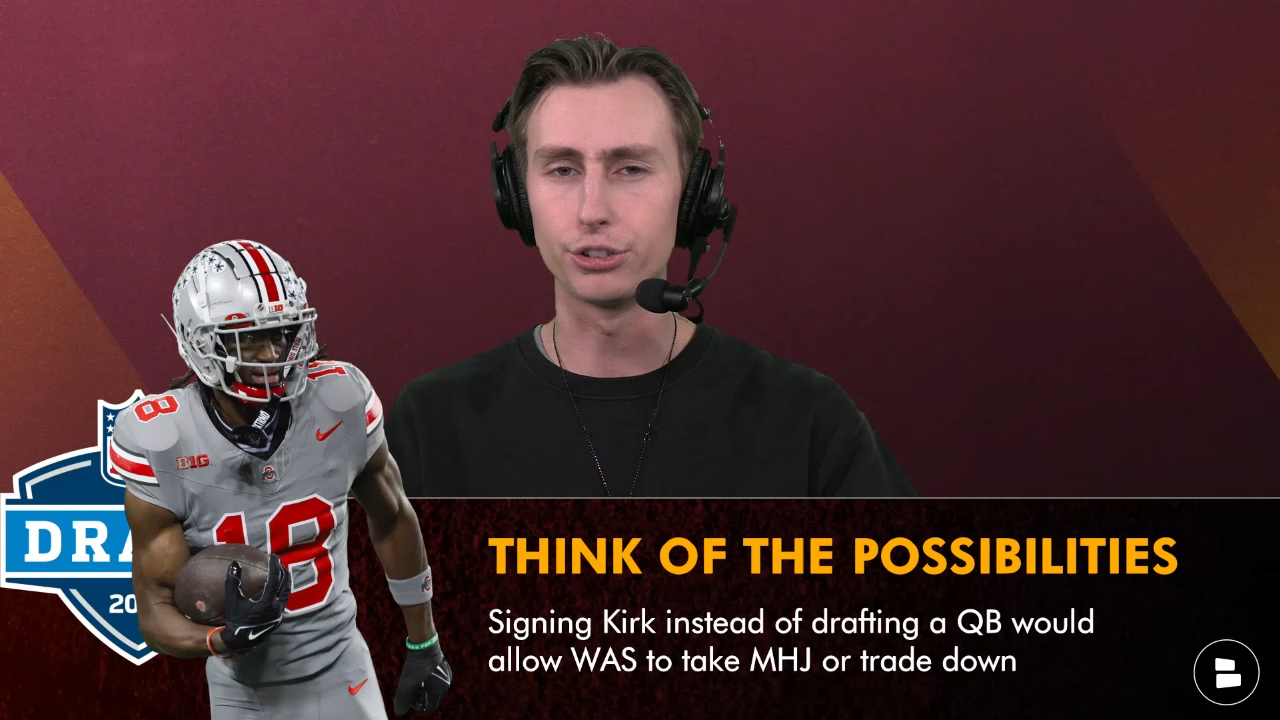 THINK OF THE POSSIBILITIES
Signing Kirk instead of drafting a QB would
allow WAS to take MHJ or trade down
DRA
20
18
B1G
18